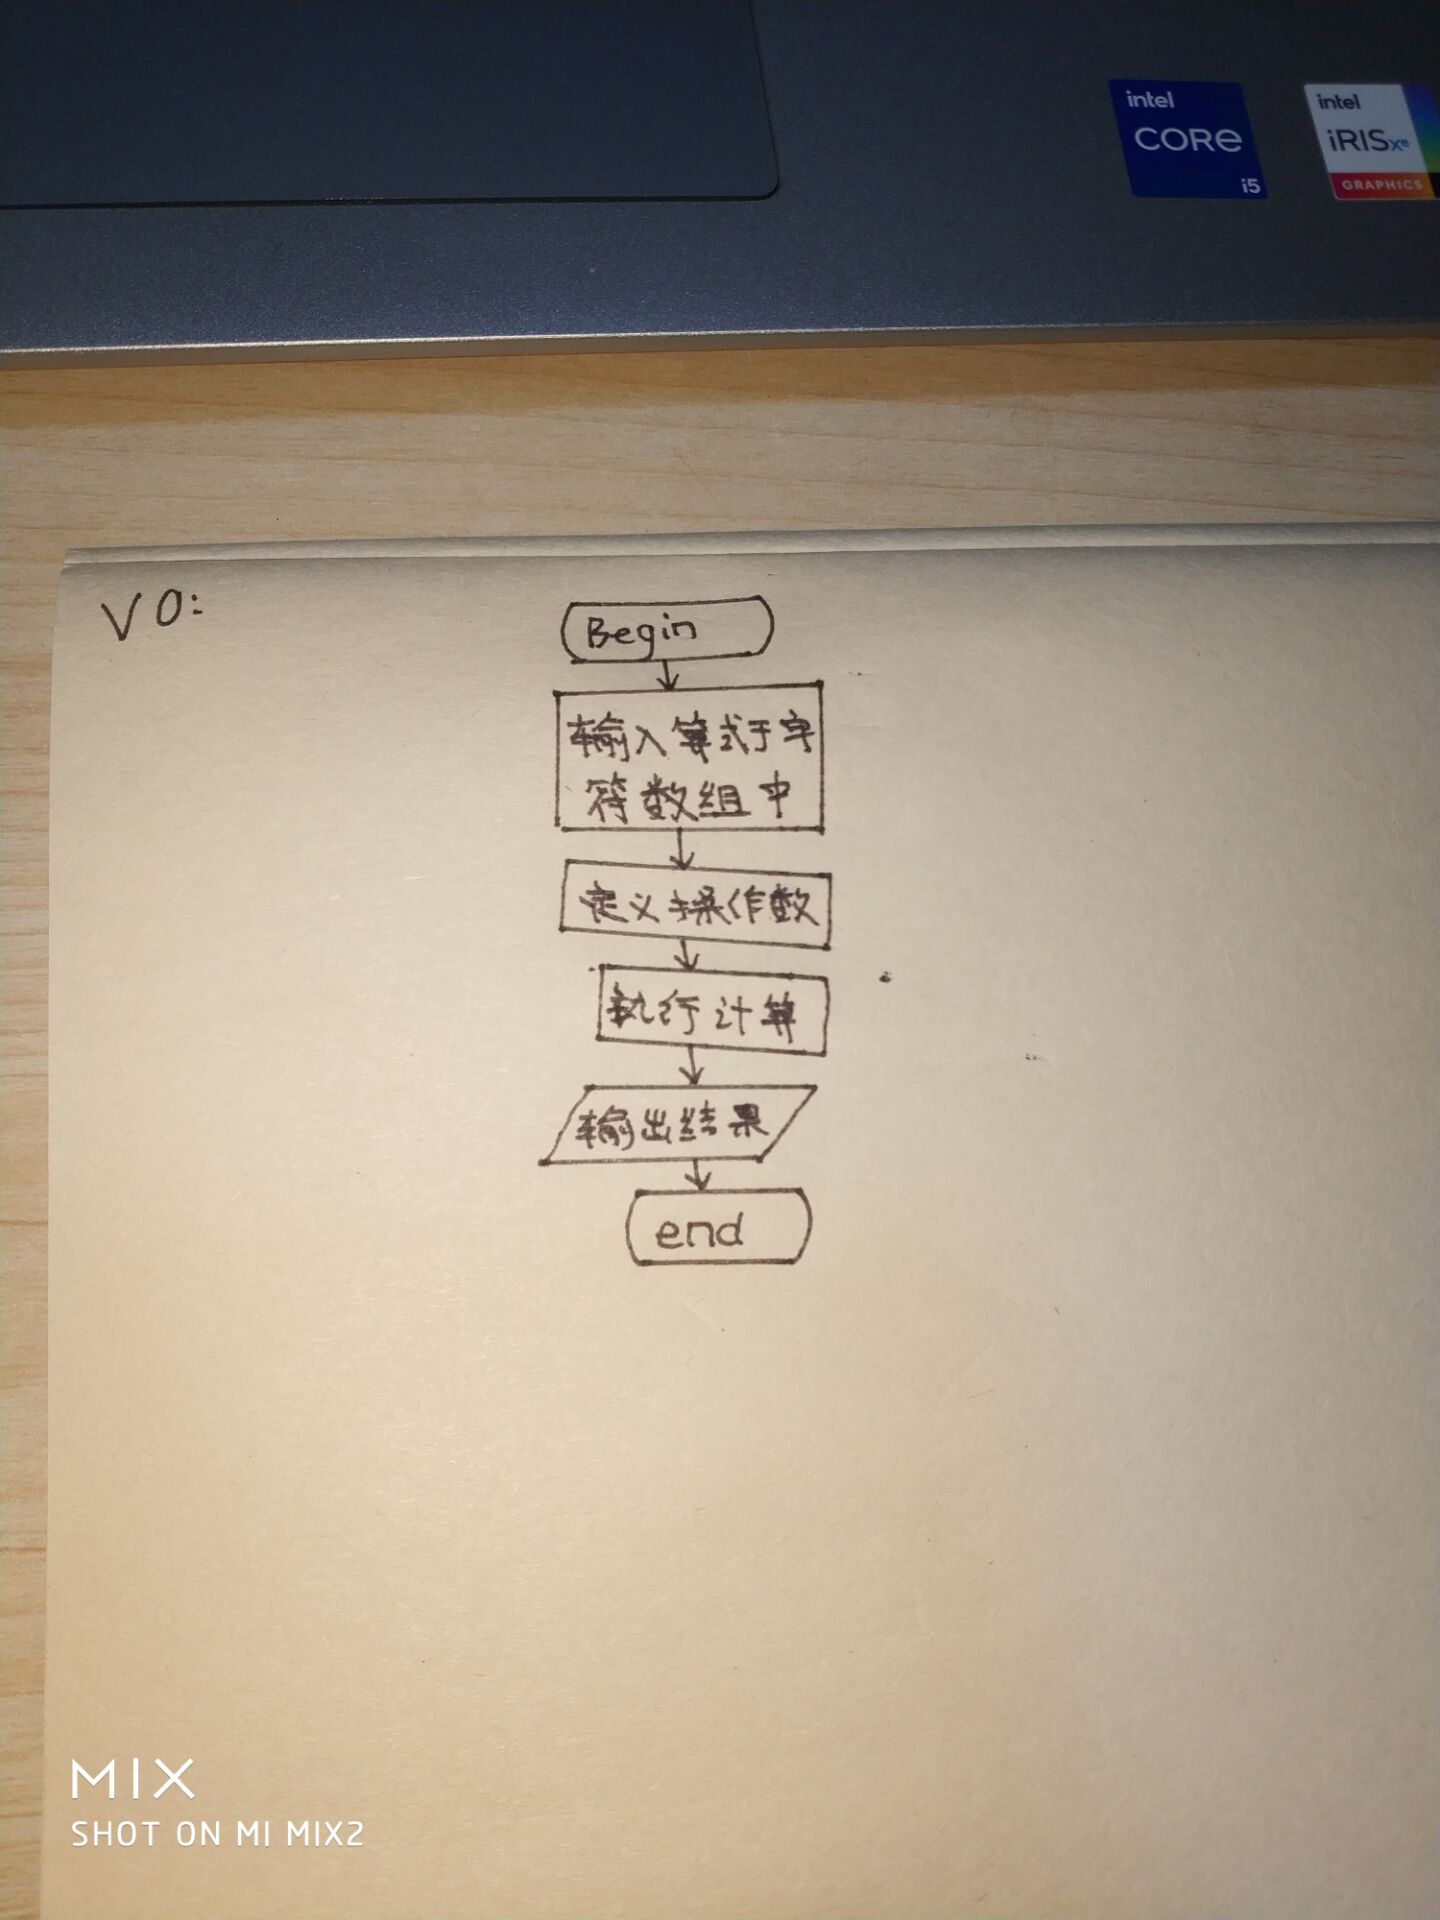 intel
CORe
i5
intel
iRISxe
GRAPHICS
V0:
Begin
输入算式于字
符数组中
定义操作数
执行计算
输出结果
end
MIX
SHOT ON MI MIX2